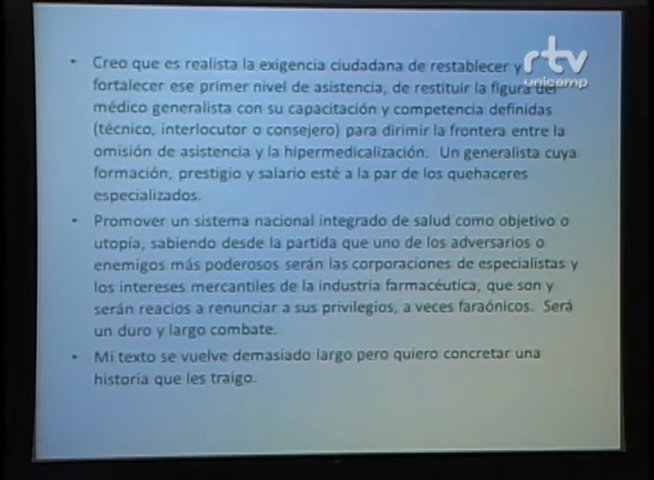 rtv
unicamp
• Creo que es realista la exigencia ciudadana de restablecer y
fortalecer ese primer nivel de asistencia, de restituir la figura del
médico generalista con su capacitación y competencia definidas
(técnico, interlocutor o consejero) para dirimir la frontera entre la
omisión de asistencia y la hipermedicalización. Un generalista cuya
formación, prestigio y salario esté a la par de los quehaceres
especializados.
• Promover un sistema nacional integrado de salud como objetivo o
utopía, sabiendo desde la partida que uno de los adversarios o
enemigos más poderosos serán las corporaciones de especialistas y
los intereses mercantiles de la industria farmacéutica, que son y
serán reacios a renunciar a sus privilegios, a veces faraónicos. Será
un duro y largo combate.
• Mi texto se vuelve demasiado largo pero quiero concretar una
historia que les traigo.